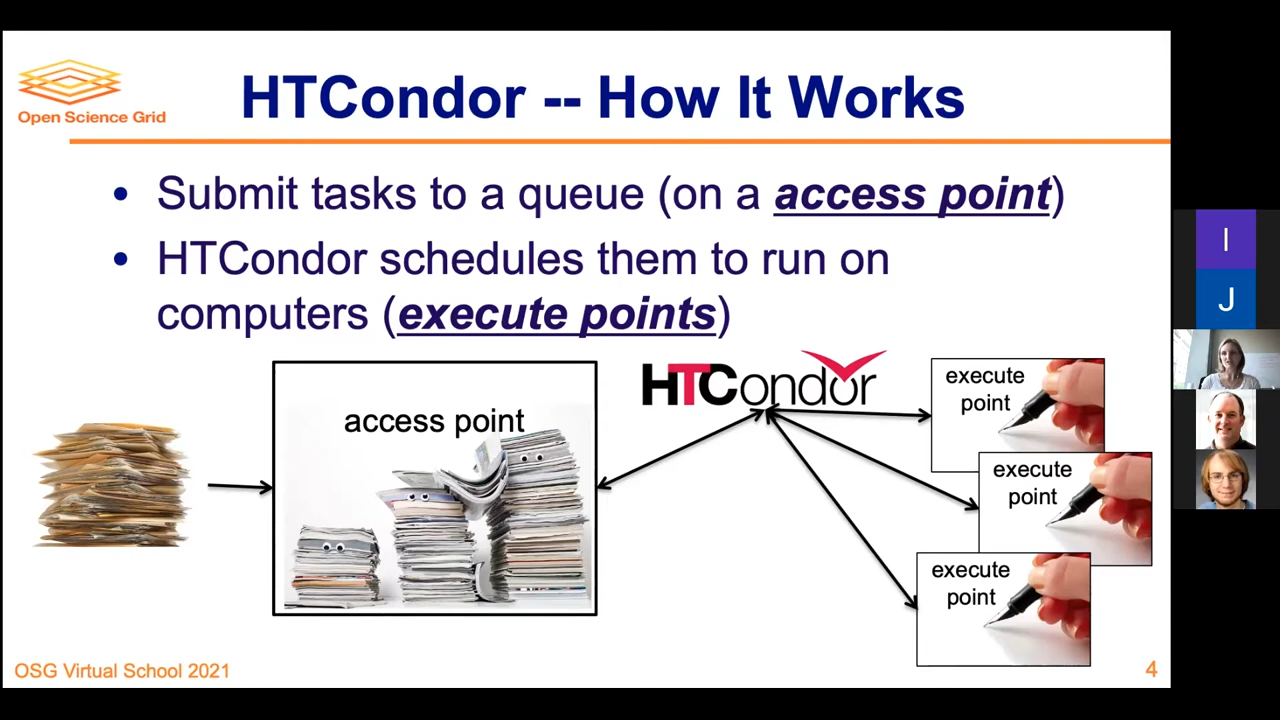 Open Science Grid
HTCondor -- How It Works
• Submit tasks to a queue (on a access point)
• HTCondor schedules them to run on
computers (execute points)
access point
HTCondor
execute
point
execute
point
execute
point
I
J
OSG Virtual School 2021
4